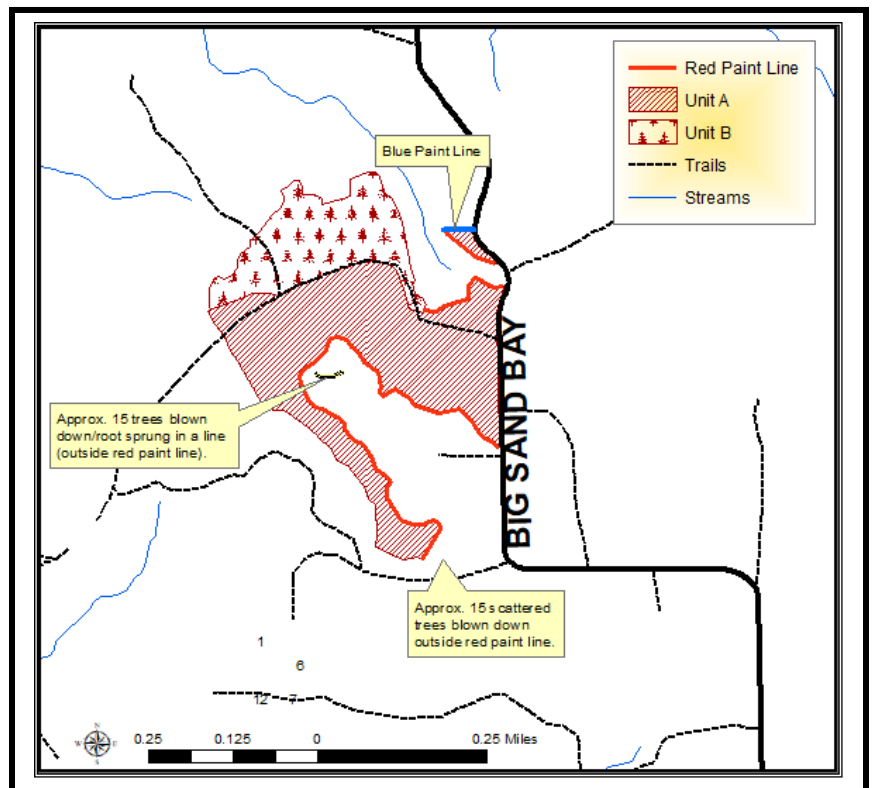 Red Paint Line
Unit A
Unit B
Trails
Streams
Blue Paint Line
BIG SAND BAY
Approx. 15 trees blown
down/root sprung in a line
(outside red paint line).
Approx. 15 scattered
trees blown down
outside red paint line.
1
6
12 7
N
W E
S
0.25 0.125 0 0.25 Miles